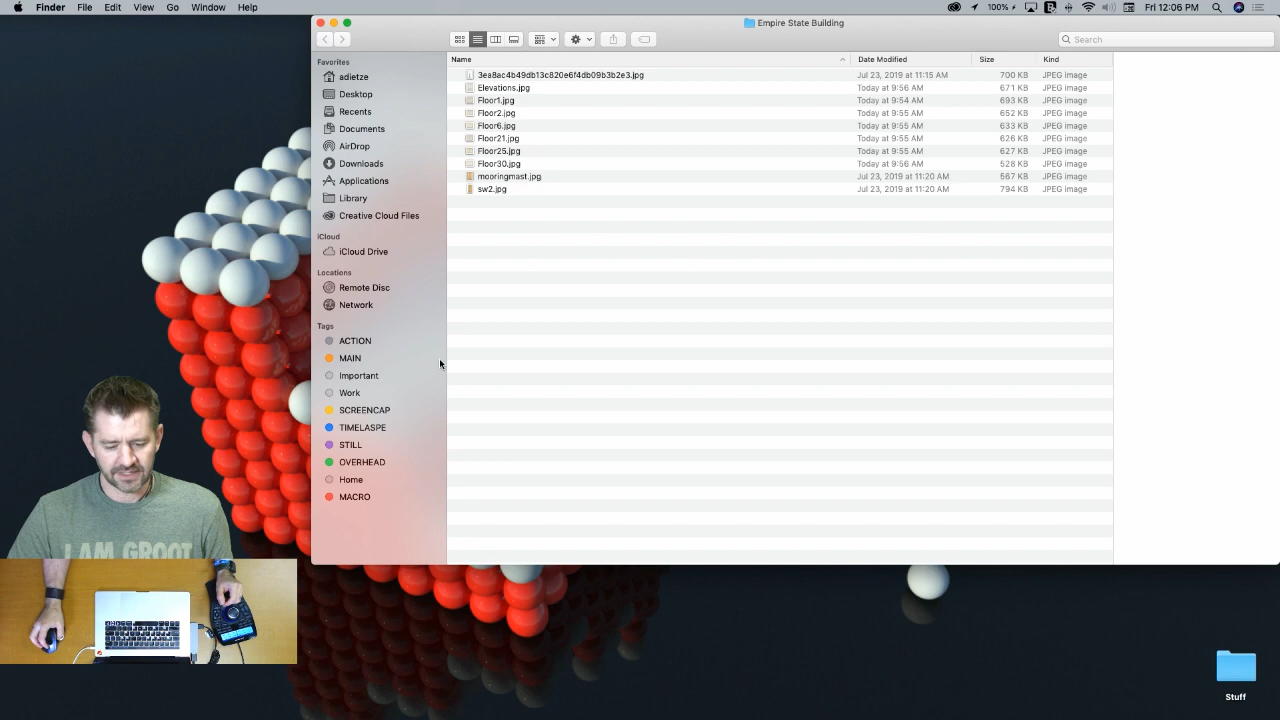 Finder File Edit View Go Window Help 100% Fri 12:06 PM
Empire State Building
Search
Favorites
adietze
Desktop
Recents
Documents
AirDrop
Downloads
Applications
Library
Creative Cloud Files
iCloud
iCloud Drive
Locations
Remote Disc
Network
Tags
ACTION
MAIN
Important
Work
SCREENCAP
TIMELASPE
STILL
OVERHEAD
Home
MACRO
Name Date Modified Size Kind
3ea8ac4b49db13c820e6f4db09b3b2e3.jpg Jul 23, 2019 at 11:15 AM 700 KB JPEG image
Elevations.jpg Today at 9:56 AM 671 KB JPEG image
Floor1.jpg Today at 9:54 AM 693 KB JPEG image
Floor2.jpg Today at 9:55 AM 652 KB JPEG image
Floor6.jpg Today at 9:55 AM 633 KB JPEG image
Floor21.jpg Today at 9:55 AM 626 KB JPEG image
Floor25.jpg Today at 9:55 AM 627 KB JPEG image
Floor30.jpg Today at 9:56 AM 528 KB JPEG image
mooringmast.jpg Jul 23, 2019 at 11:20 AM 567 KB JPEG image
sw2.jpg Jul 23, 2019 at 11:20 AM 794 KB JPEG image
I AM GROOT
Stuff